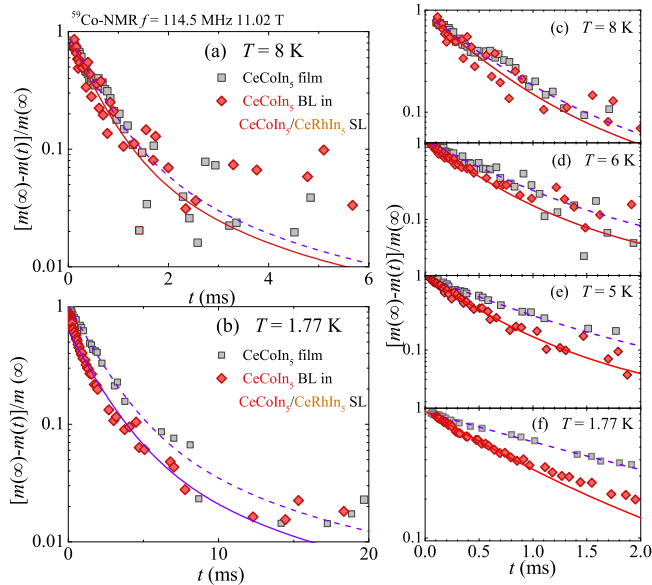 ⁵⁹Co-NMR f = 114.5 MHz 11.02 T
(a) T = 8 K
CeCoIn₅ film
CeCoIn₅ BL in
CeCoIn₅/CeRhIn₅ SL
[m(∞)-m(t)]/m(∞)
1
0.1
0.01
0 2 4 6
t (ms)
(b) T = 1.77 K
CeCoIn₅ film
CeCoIn₅ BL in
CeCoIn₅/CeRhIn₅ SL
[m(∞)-m(t)]/m (∞)
1
0.1
0.01
0 5 10 15 20
t (ms)
[m(∞)-m(t)]/m(∞)
(c) T = 8 K
1
0.1
(d) T = 6 K
0.1
(e) T = 5 K
0.1
(f) T = 1.77 K
0.1
0.0 0.5 1.0 1.5 2.0
t (ms)